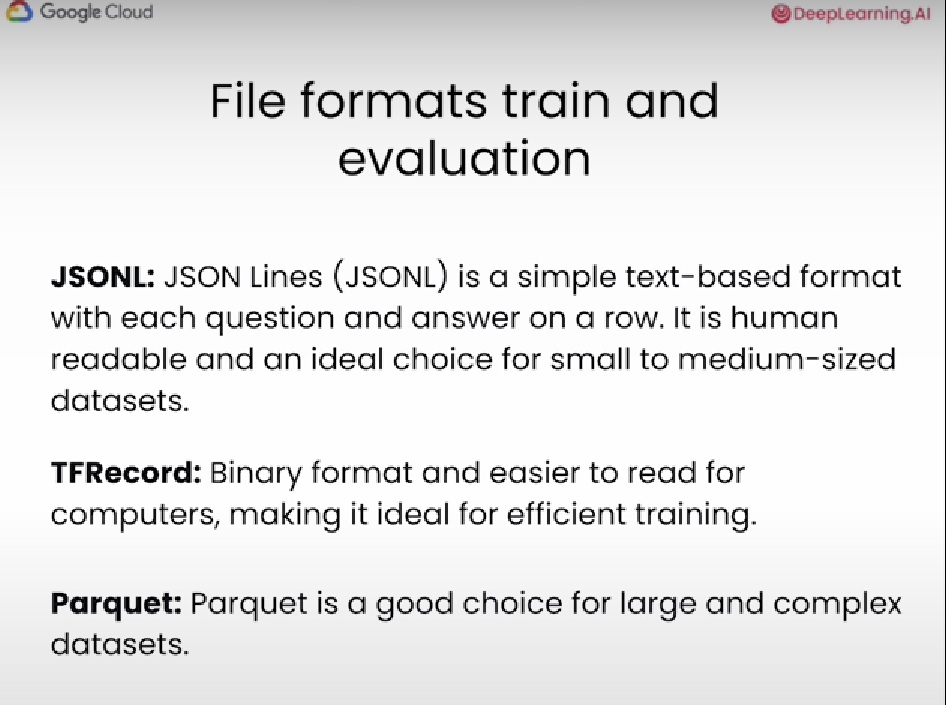 Google Cloud
DeepLearning.AI
File formats train and
evaluation
JSONL: JSON Lines (JSONL) is a simple text-based format
with each question and answer on a row. It is human
readable and an ideal choice for small to medium-sized
datasets.
TFRecord: Binary format and easier to read for
computers, making it ideal for efficient training.
Parquet: Parquet is a good choice for large and complex
datasets.